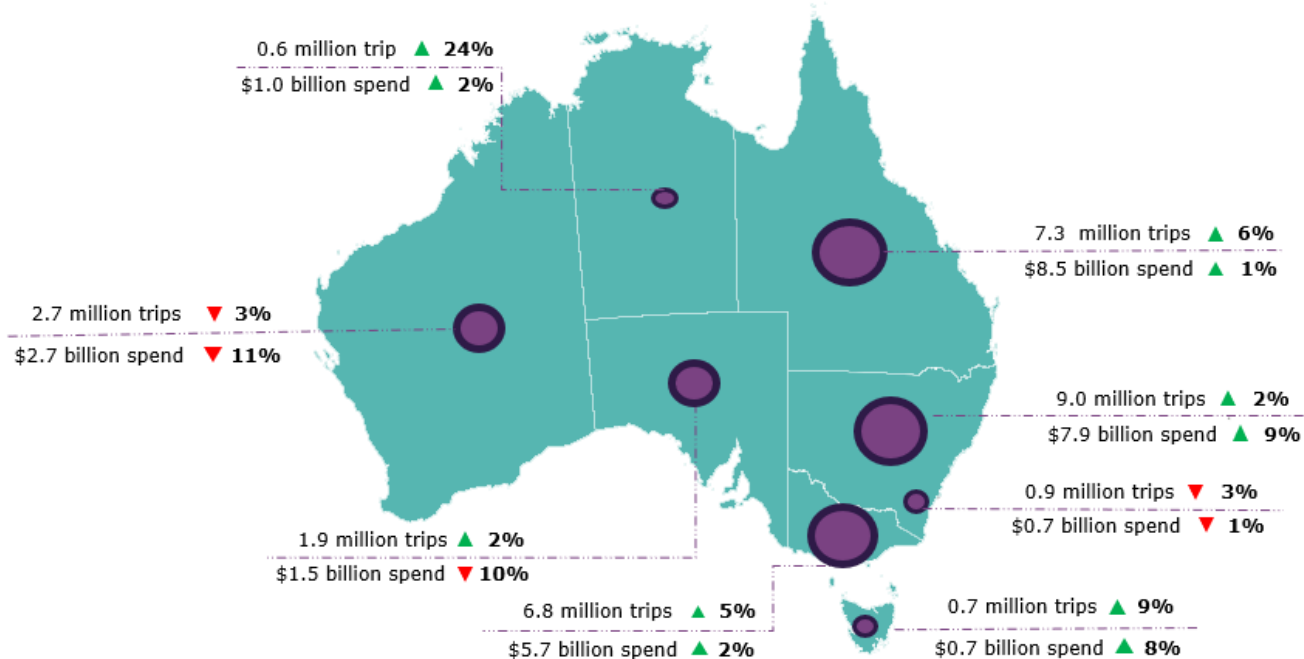 0.6 million trip ▲ 24%
$1.0 billion spend ▲ 2%
7.3 million trips ▲ 6%
$8.5 billion spend ▲ 1%
2.7 million trips ▼ 3%
$2.7 billion spend ▼ 11%
9.0 million trips ▲ 2%
$7.9 billion spend ▲ 9%
0.9 million trips ▼ 3%
$0.7 billion spend ▼ 1%
1.9 million trips ▲ 2%
$1.5 billion spend ▼ 10%
6.8 million trips ▲ 5%
$5.7 billion spend ▲ 2%
0.7 million trips ▲ 9%
$0.7 billion spend ▲ 8%